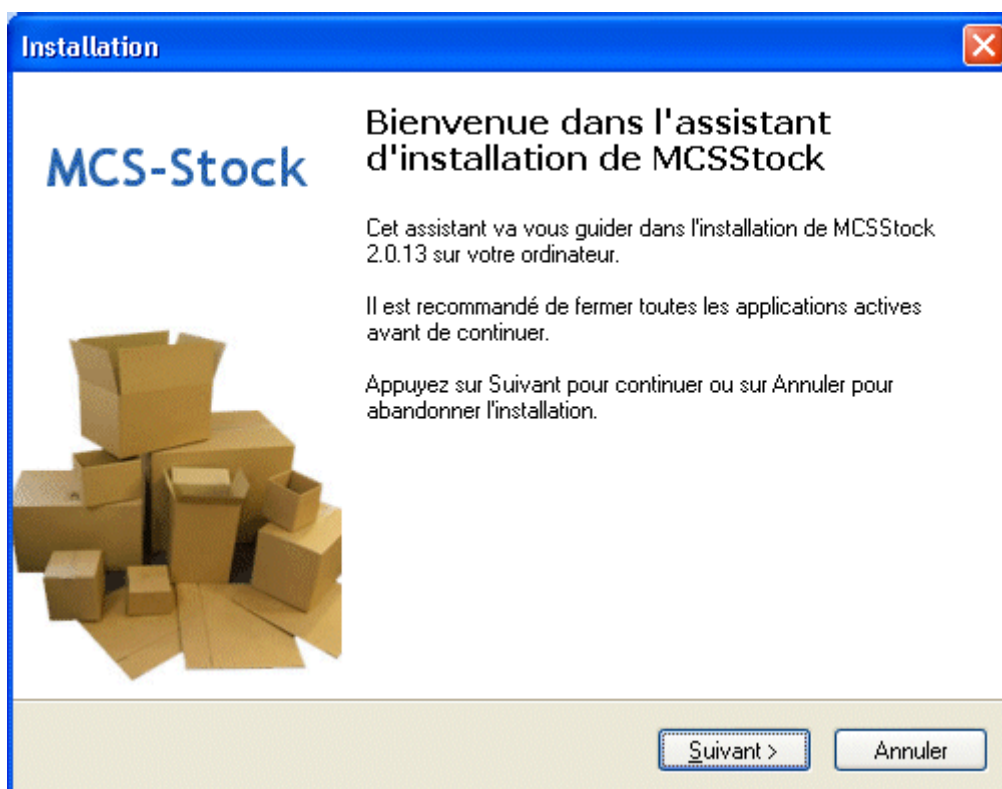 Installation
MCS-Stock
Bienvenue dans l'assistant
d'installation de MCSStock
Cet assistant va vous guider dans l'installation de MCSStock
2.0.13 sur votre ordinateur.
Il est recommandé de fermer toutes les applications actives
avant de continuer.
Appuyez sur Suivant pour continuer ou sur Annuler pour
abandonner l'installation.
Suivant >
Annuler